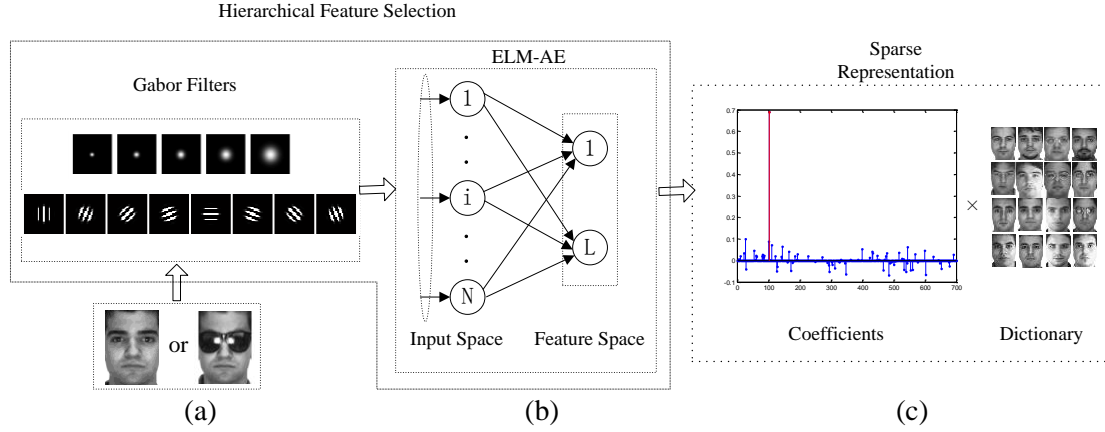 Hierarchical Feature Selection
Gabor Filters
ELM-AE
1
i
N
1
L
Input Space
Feature Space
or
Sparse
Representation
0.7
0.6
0.5
0.4
0.3
0.2
0.1
0
-0.1
0 100 200 300 400 500 600 700
×
Coefficients
Dictionary
(a)
(b)
(c)